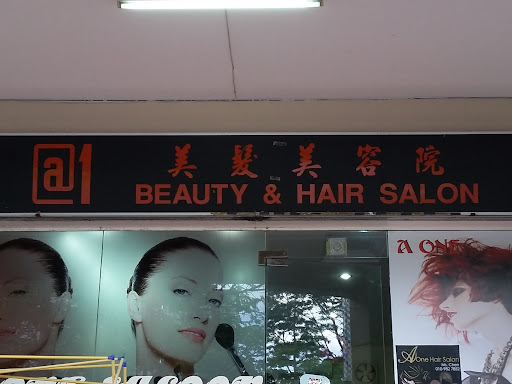 @1
美髮美容院
BEAUTY & HAIR SALON
A ONE
A One Hair Salon